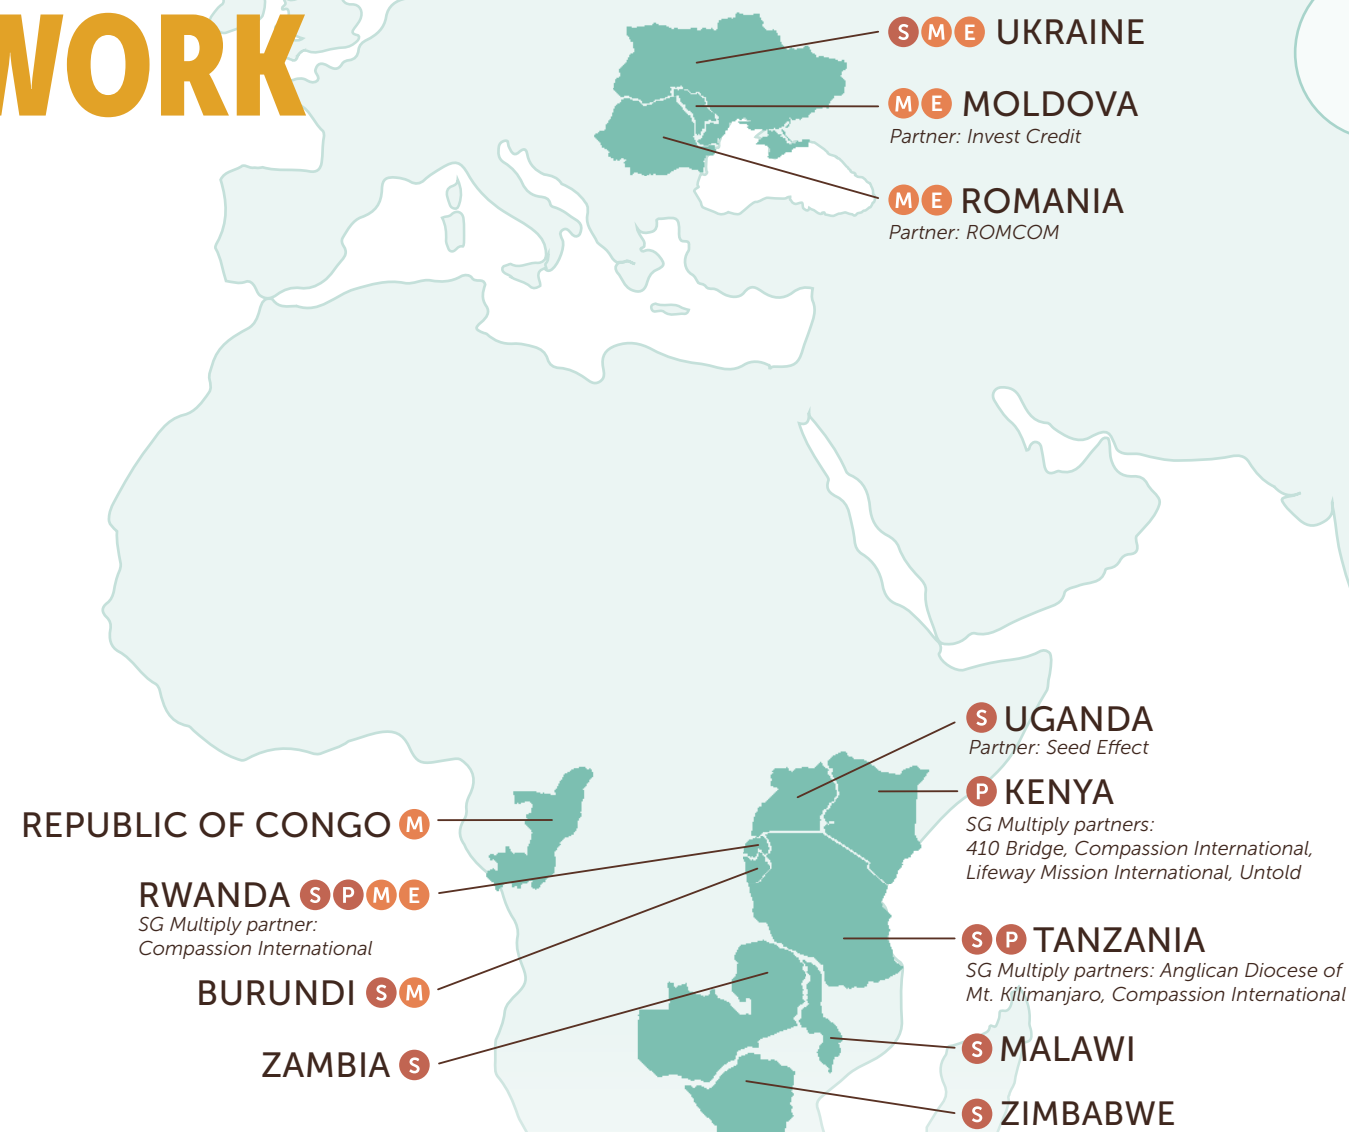 WORK
S M E UKRAINE
M E MOLDOVA
Partner: Invest Credit
M E ROMANIA
Partner: ROMCOM
S UGANDA
Partner: Seed Effect
P KENYA
SG Multiply partners:
410 Bridge, Compassion International,
Lifeway Mission International, Untold
REPUBLIC OF CONGO M
RWANDA S P M E
SG Multiply partner:
Compassion International
S P TANZANIA
SG Multiply partners: Anglican Diocese of
Mt. Kilimanjaro, Compassion International
BURUNDI S M
ZAMBIA S
S MALAWI
S ZIMBABWE